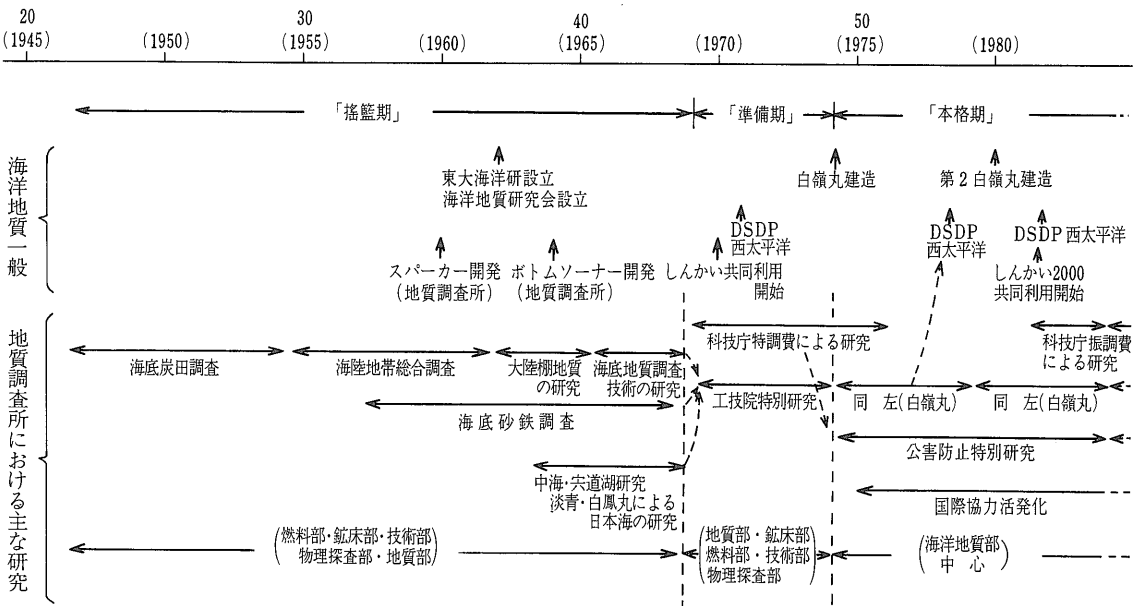 20
30
40
50
(1945)
(1950)
(1955)
(1960)
(1965)
(1970)
(1975)
(1980)
「揺籃期」
「準備期」
「本格期」
海洋地質一般
東大海洋研設立
海洋地質研究会設立
白嶺丸建造
第2白嶺丸建造
DSDP
西太平洋
DSDP
西太平洋
DSDP 西太平洋
スパーカー開発
(地質調査所)
ボトムソーナー開発
(地質調査所)
しんかい共同利用
開始
しんかい2000
共同利用開始
地質調査所における主な研究
科技庁特調費による研究
科技庁振調費
による研究
海底炭田調査
海陸地帯総合調査
大陸棚地質
の研究
海底地質調査
技術の研究
工技院特別研究
同 左(白嶺丸)
同 左(白嶺丸)
海底砂鉄調査
公害防止特別研究
中海・宍道湖研究
淡青・白鳳丸による
日本海の研究
国際協力活発化
(燃料部・鉱床部・技術部
物理探査部・地質部)
(地質部・鉱床部
燃料部・技術部
物理探査部)
(海洋地質部
中 心)